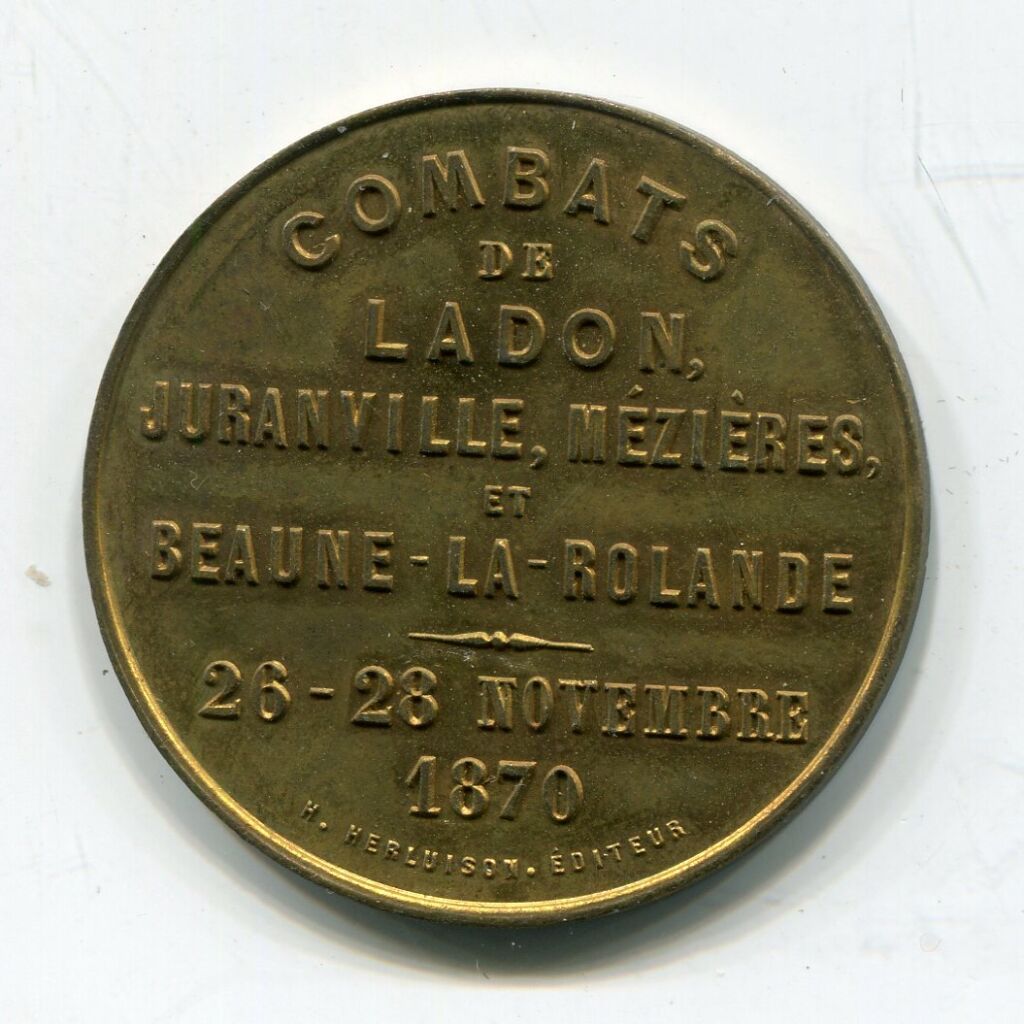 COMBATS
DE
LADON,
JURANVILLE, MÉZIÈRES,
ET
BEAUNE-LA-ROLANDE
26-28 NOVEMBRE
1870
H. HERLUISON. ÉDITEUR